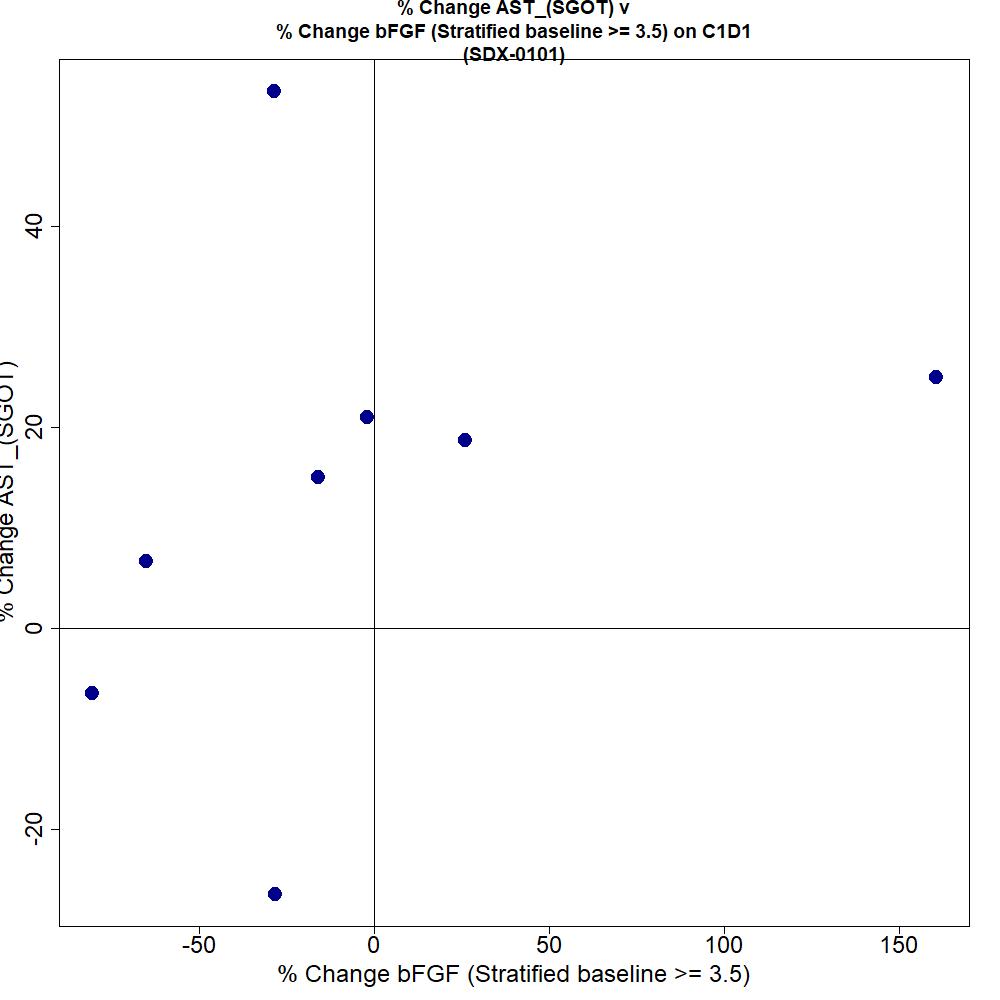 % Change AST_(SGOT) v
% Change bFGF (Stratified baseline >= 3.5) on C1D1
(SDX-0101)
% Change AST_(SGOT)
40
20
0
-20
-50
0
50
100
150
% Change bFGF (Stratified baseline >= 3.5)